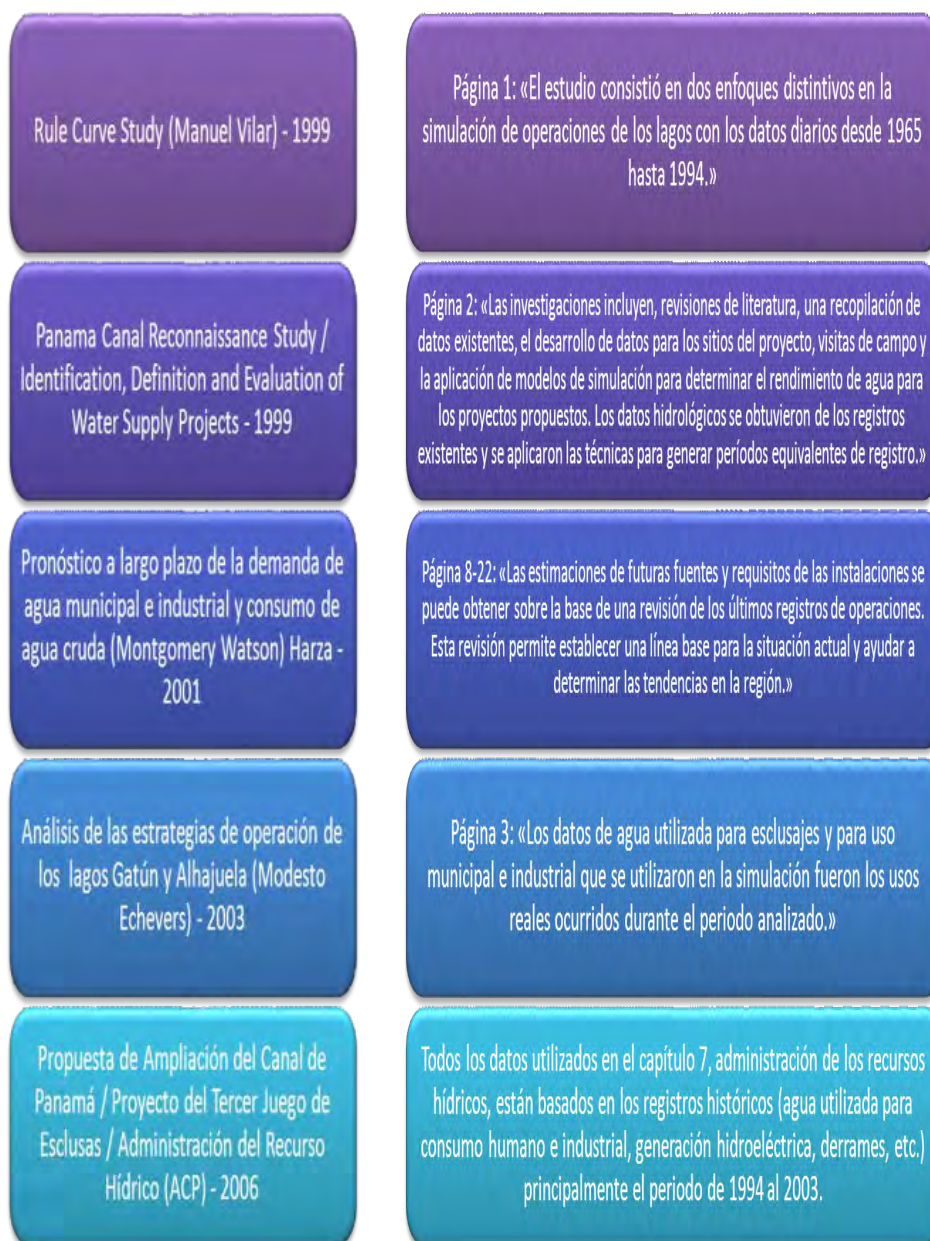 Rule Curve Study (Manuel Vilar) - 1999
Página 1: «El estudio consistió en dos enfoques distintivos en la
simulación de operaciones de los lagos con los datos diarios desde 1965
hasta 1994.»
Panama Canal Reconnaissance Study /
Identification, Definition and Evaluation of
Water Supply Projects - 1999
Página 2: «Las investigaciones incluyen, revisiones de literatura, una recopilación de
datos existentes, el desarrollo de datos para los sitios del proyecto, visitas de campo y
la aplicación de modelos de simulación para determinar el rendimiento de agua para
los proyectos propuestos. Los datos hidrológicos se obtuvieron de los registros
existentes y se aplicaron las técnicas para generar períodos equivalentes de registro.»
Pronóstico a largo plazo de la demanda de
agua municipal e industrial y consumo de
agua cruda (Montgomery Watson) Harza -
2001
Página 8-22: «Las estimaciones de futuras fuentes y requisitos de las instalaciones se
puede obtener sobre la base de una revisión de los últimos registros de operaciones.
Esta revisión permite establecer una línea base para la situación actual y ayudar a
determinar las tendencias en la región.»
Análisis de las estrategias de operación de
los lagos Gatún y Alhajuela (Modesto
Echevers) - 2003
Página 3: «Los datos de agua utilizada para esclusajes y para uso
municipal e industrial que se utilizaron en la simulación fueron los usos
reales ocurridos durante el periodo analizado.»
Propuesta de Ampliación del Canal de
Panamá / Proyecto del Tercer Juego de
Esclusas / Administración del Recurso
Hídrico (ACP) - 2006
Todos los datos utilizados en el capítulo 7, administración de los recursos
hídricos, están basados en los registros históricos (agua utilizada para
consumo humano e industrial, generación hidroeléctrica, derrames, etc.)
principalmente el periodo de 1994 al 2003.